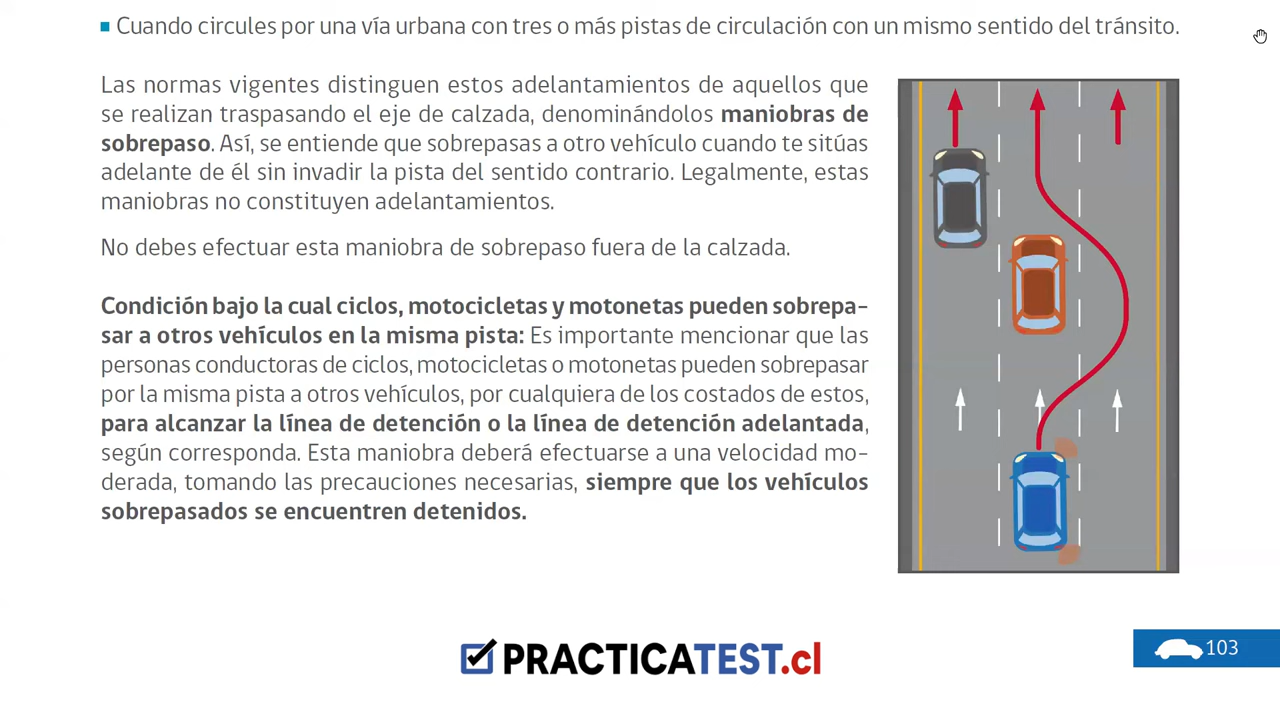 Cuando circules por una vía urbana con tres o más pistas de circulación con un mismo sentido del tránsito.
Las normas vigentes distinguen estos adelantamientos de aquellos que
se realizan traspasando el eje de calzada, denominándolos maniobras de
sobrepaso. Así, se entiende que sobrepasas a otro vehículo cuando te sitúas
adelante de él sin invadir la pista del sentido contrario. Legalmente, estas
maniobras no constituyen adelantamientos.
No debes efectuar esta maniobra de sobrepaso fuera de la calzada.
Condición bajo la cual ciclos, motocicletas y motonetas pueden sobrepa-
sar a otros vehículos en la misma pista: Es importante mencionar que las
personas conductoras de ciclos, motocicletas o motonetas pueden sobrepasar
por la misma pista a otros vehículos, por cualquiera de los costados de estos,
para alcanzar la línea de detención o la línea de detención adelantada,
según corresponda. Esta maniobra deberá efectuarse a una velocidad mo-
derada, tomando las precauciones necesarias, siempre que los vehículos
sobrepasados se encuentren detenidos.
PRACTICATEST.cl
103